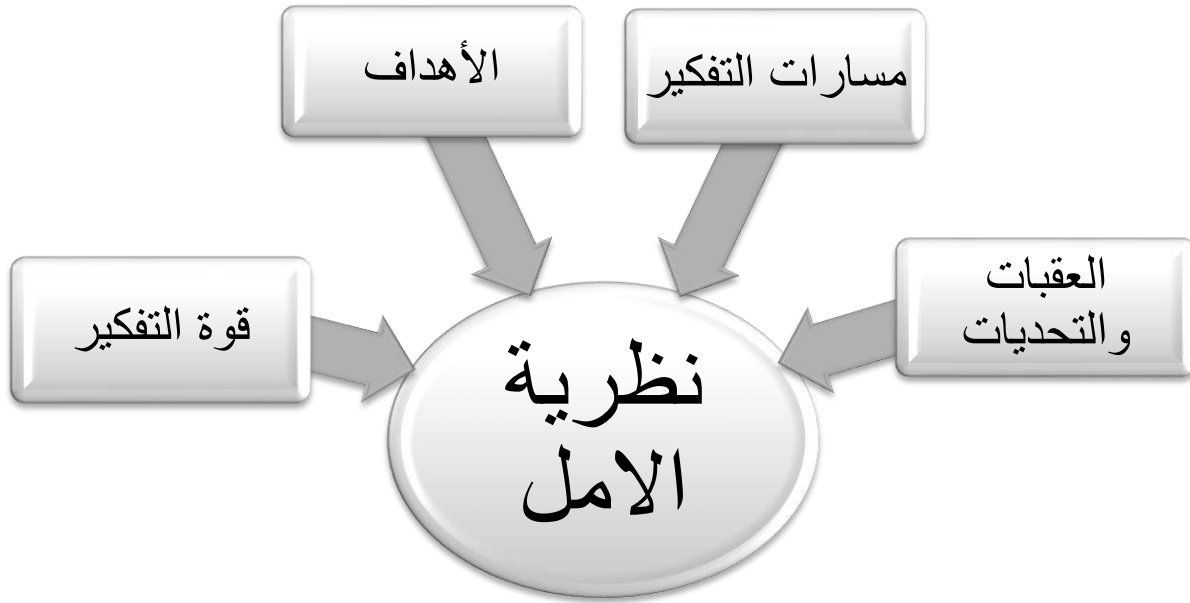 مسارات التفكير
الأهداف
العقبات
والتحديات
قوة التفكير
نظرية
الامل